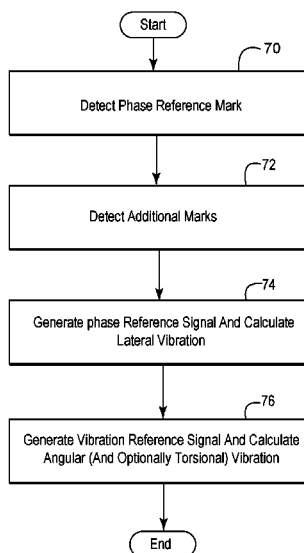 Start
70
Detect Phase Reference Mark
72
Detect Additional Marks
74
Generate phase Reference Signal And Calculate
Lateral Vibration
76
Generate Vibration Reference Signal And Calculate
Angular (And Optionally Torsional) Vibration
End